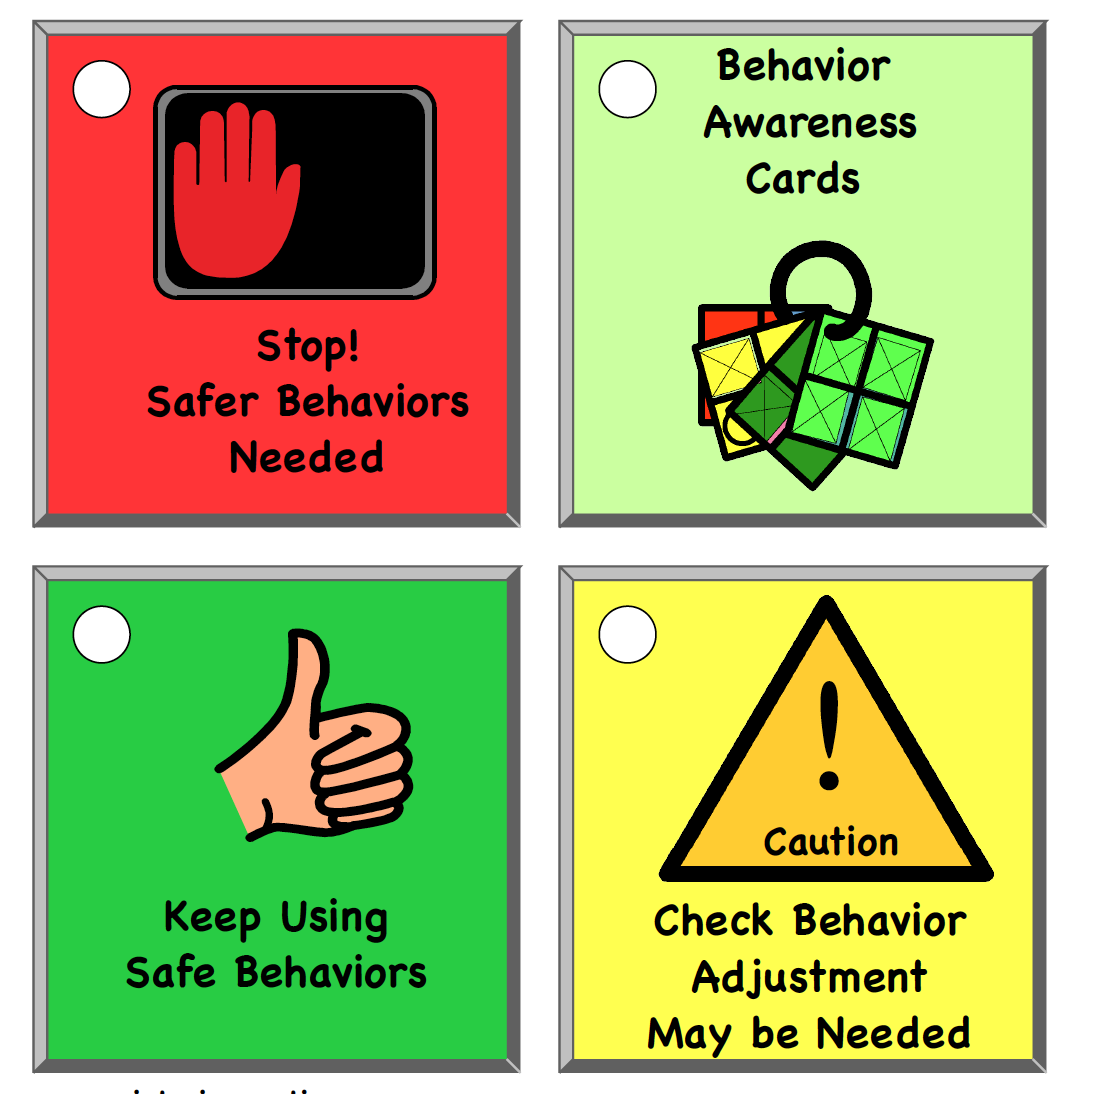 Stop!
Safer Behaviors
Needed
Behavior
Awareness
Cards
Keep Using
Safe Behaviors
!
Caution
Check Behavior
Adjustment
May be Needed